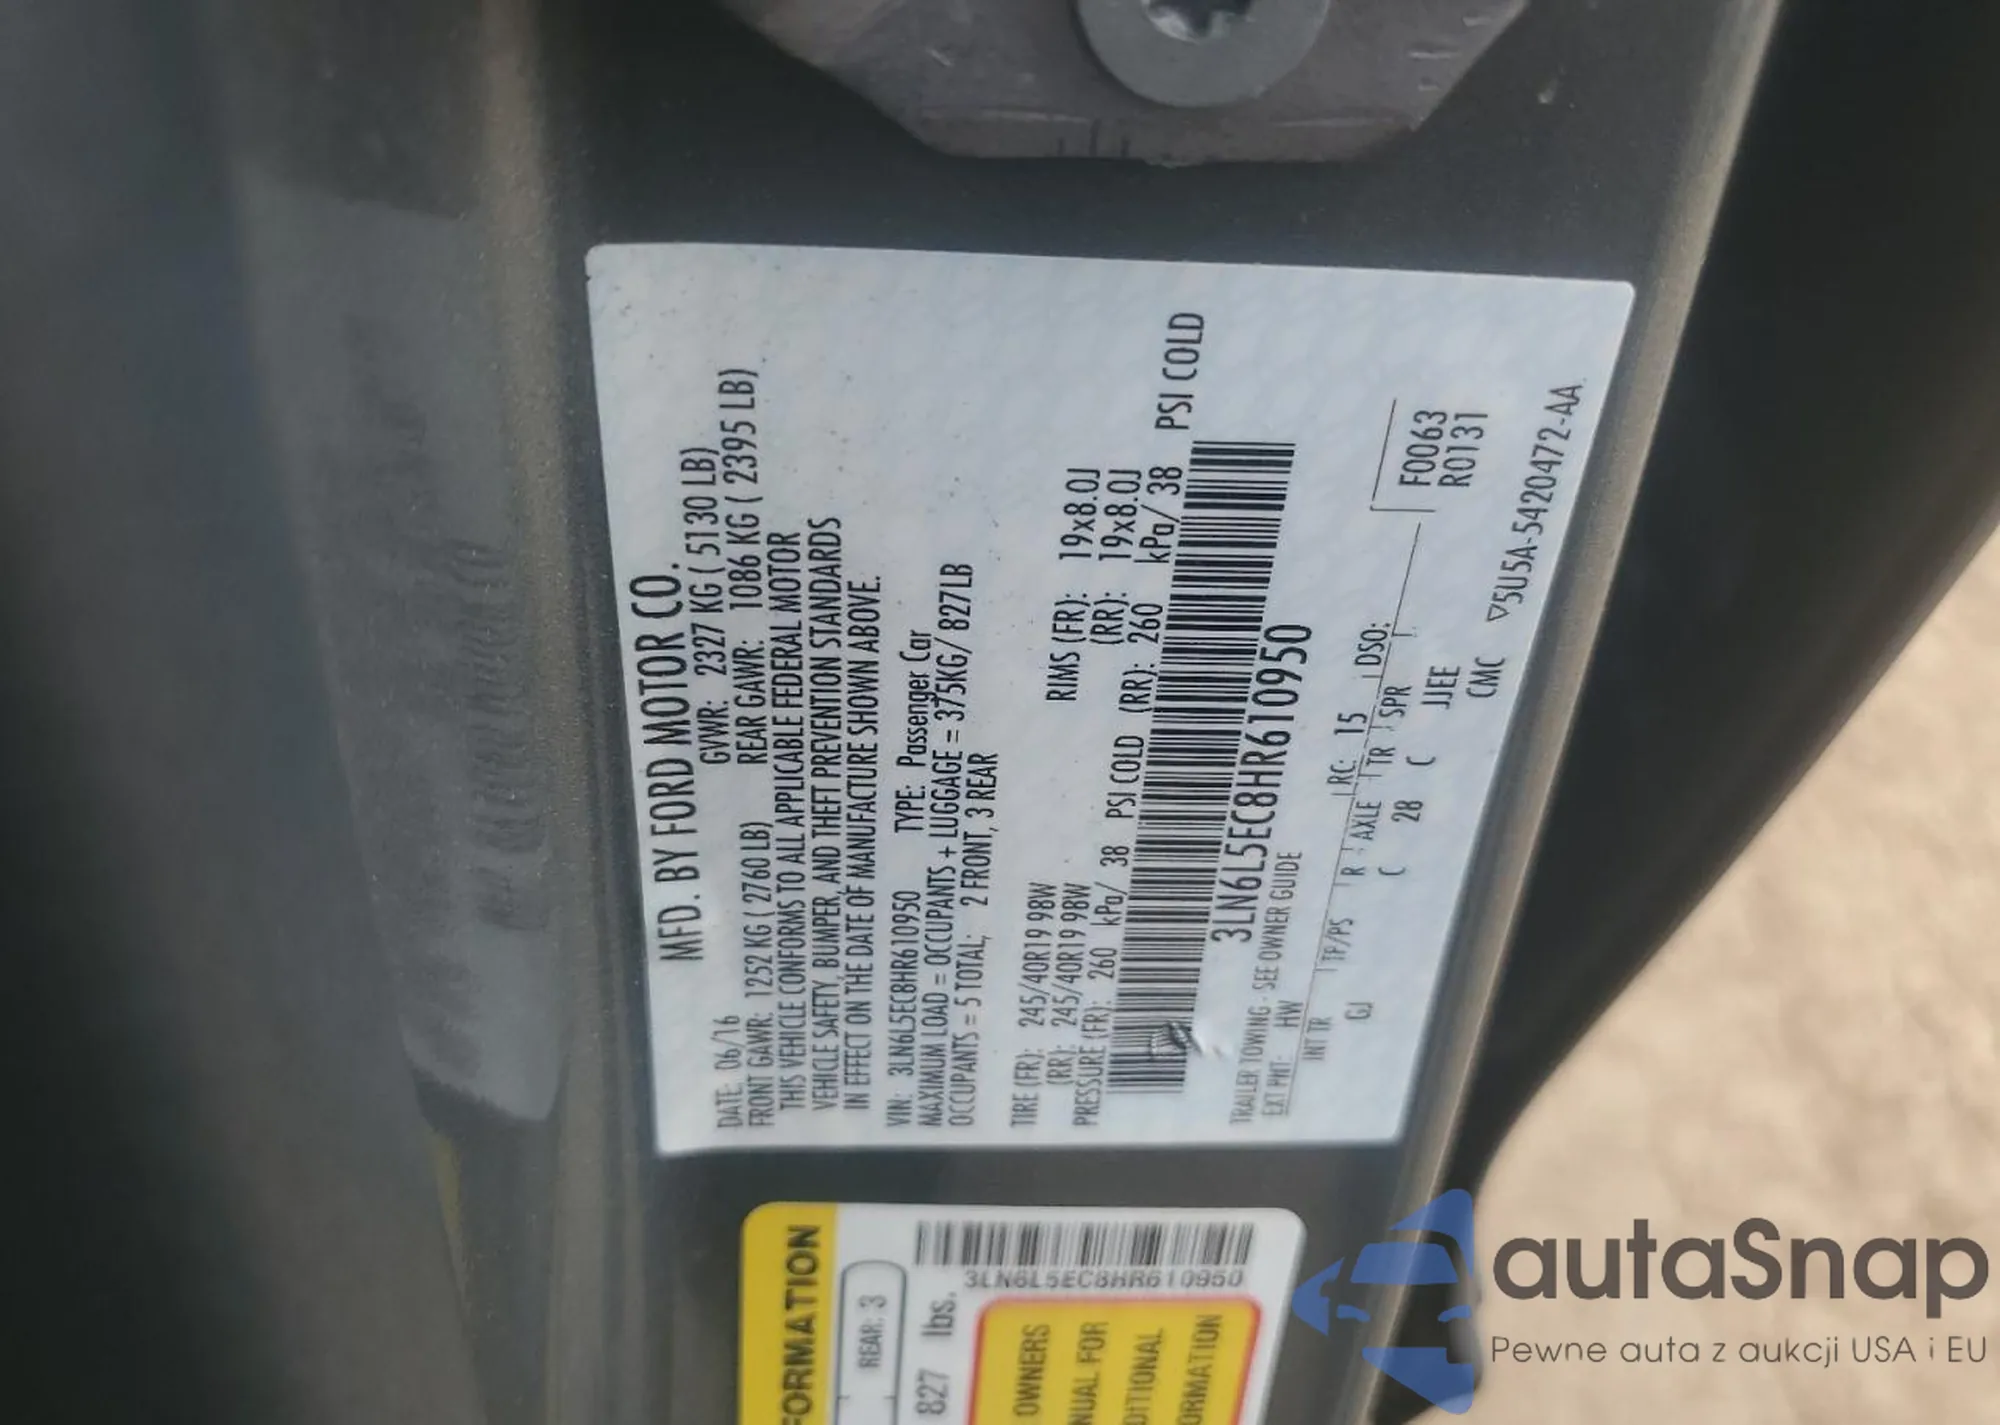 MFD. BY FORD MOTOR CO.
DATE: 06/16 GVWR: 2327 KG ( 5130 LB)
FRONT GAWR: 1252 KG ( 2760 LB) REAR GAWR: 1086 KG ( 2395 LB)
THIS VEHICLE CONFORMS TO ALL APPLICABLE FEDERAL MOTOR
VEHICLE SAFETY, BUMPER, AND THEFT PREVENTION STANDARDS
IN EFFECT ON THE DATE OF MANUFACTURE SHOWN ABOVE.
VIN: 3LN6L5EC8HR610950 TYPE: Passenger Car
MAXIMUM LOAD = OCCUPANTS + LUGGAGE = 375KG/ 827LB
OCCUPANTS = 5 TOTAL; 2 FRONT, 3 REAR
TIRE (FR): 245/40R19 98W RIMS (FR): 19x8.0J
(RR): 245/40R19 98W (RR): 19x8.0J
PRESSURE (FR): 260 kPa/ 38 PSI COLD (RR): 260 kPa/ 38 PSI COLD
3LN6L5EC8HR610950
TRAILER TOWING - SEE OWNER GUIDE
EXT PNT: HW RC: 15 DSO:
INT TR TP/PS R AXLE TR SPR
GJ C 28 C JJEE
F0063
R0131
CMC ▽5U5A-5420472-AA
FORMATION
REAR: 3
827 lbs.
3LN6L5EC8HR610950
OWNERS
NUAL FOR
DITIONAL
ORMATION
autaSnap
Pewne auta z aukcji USA i EU